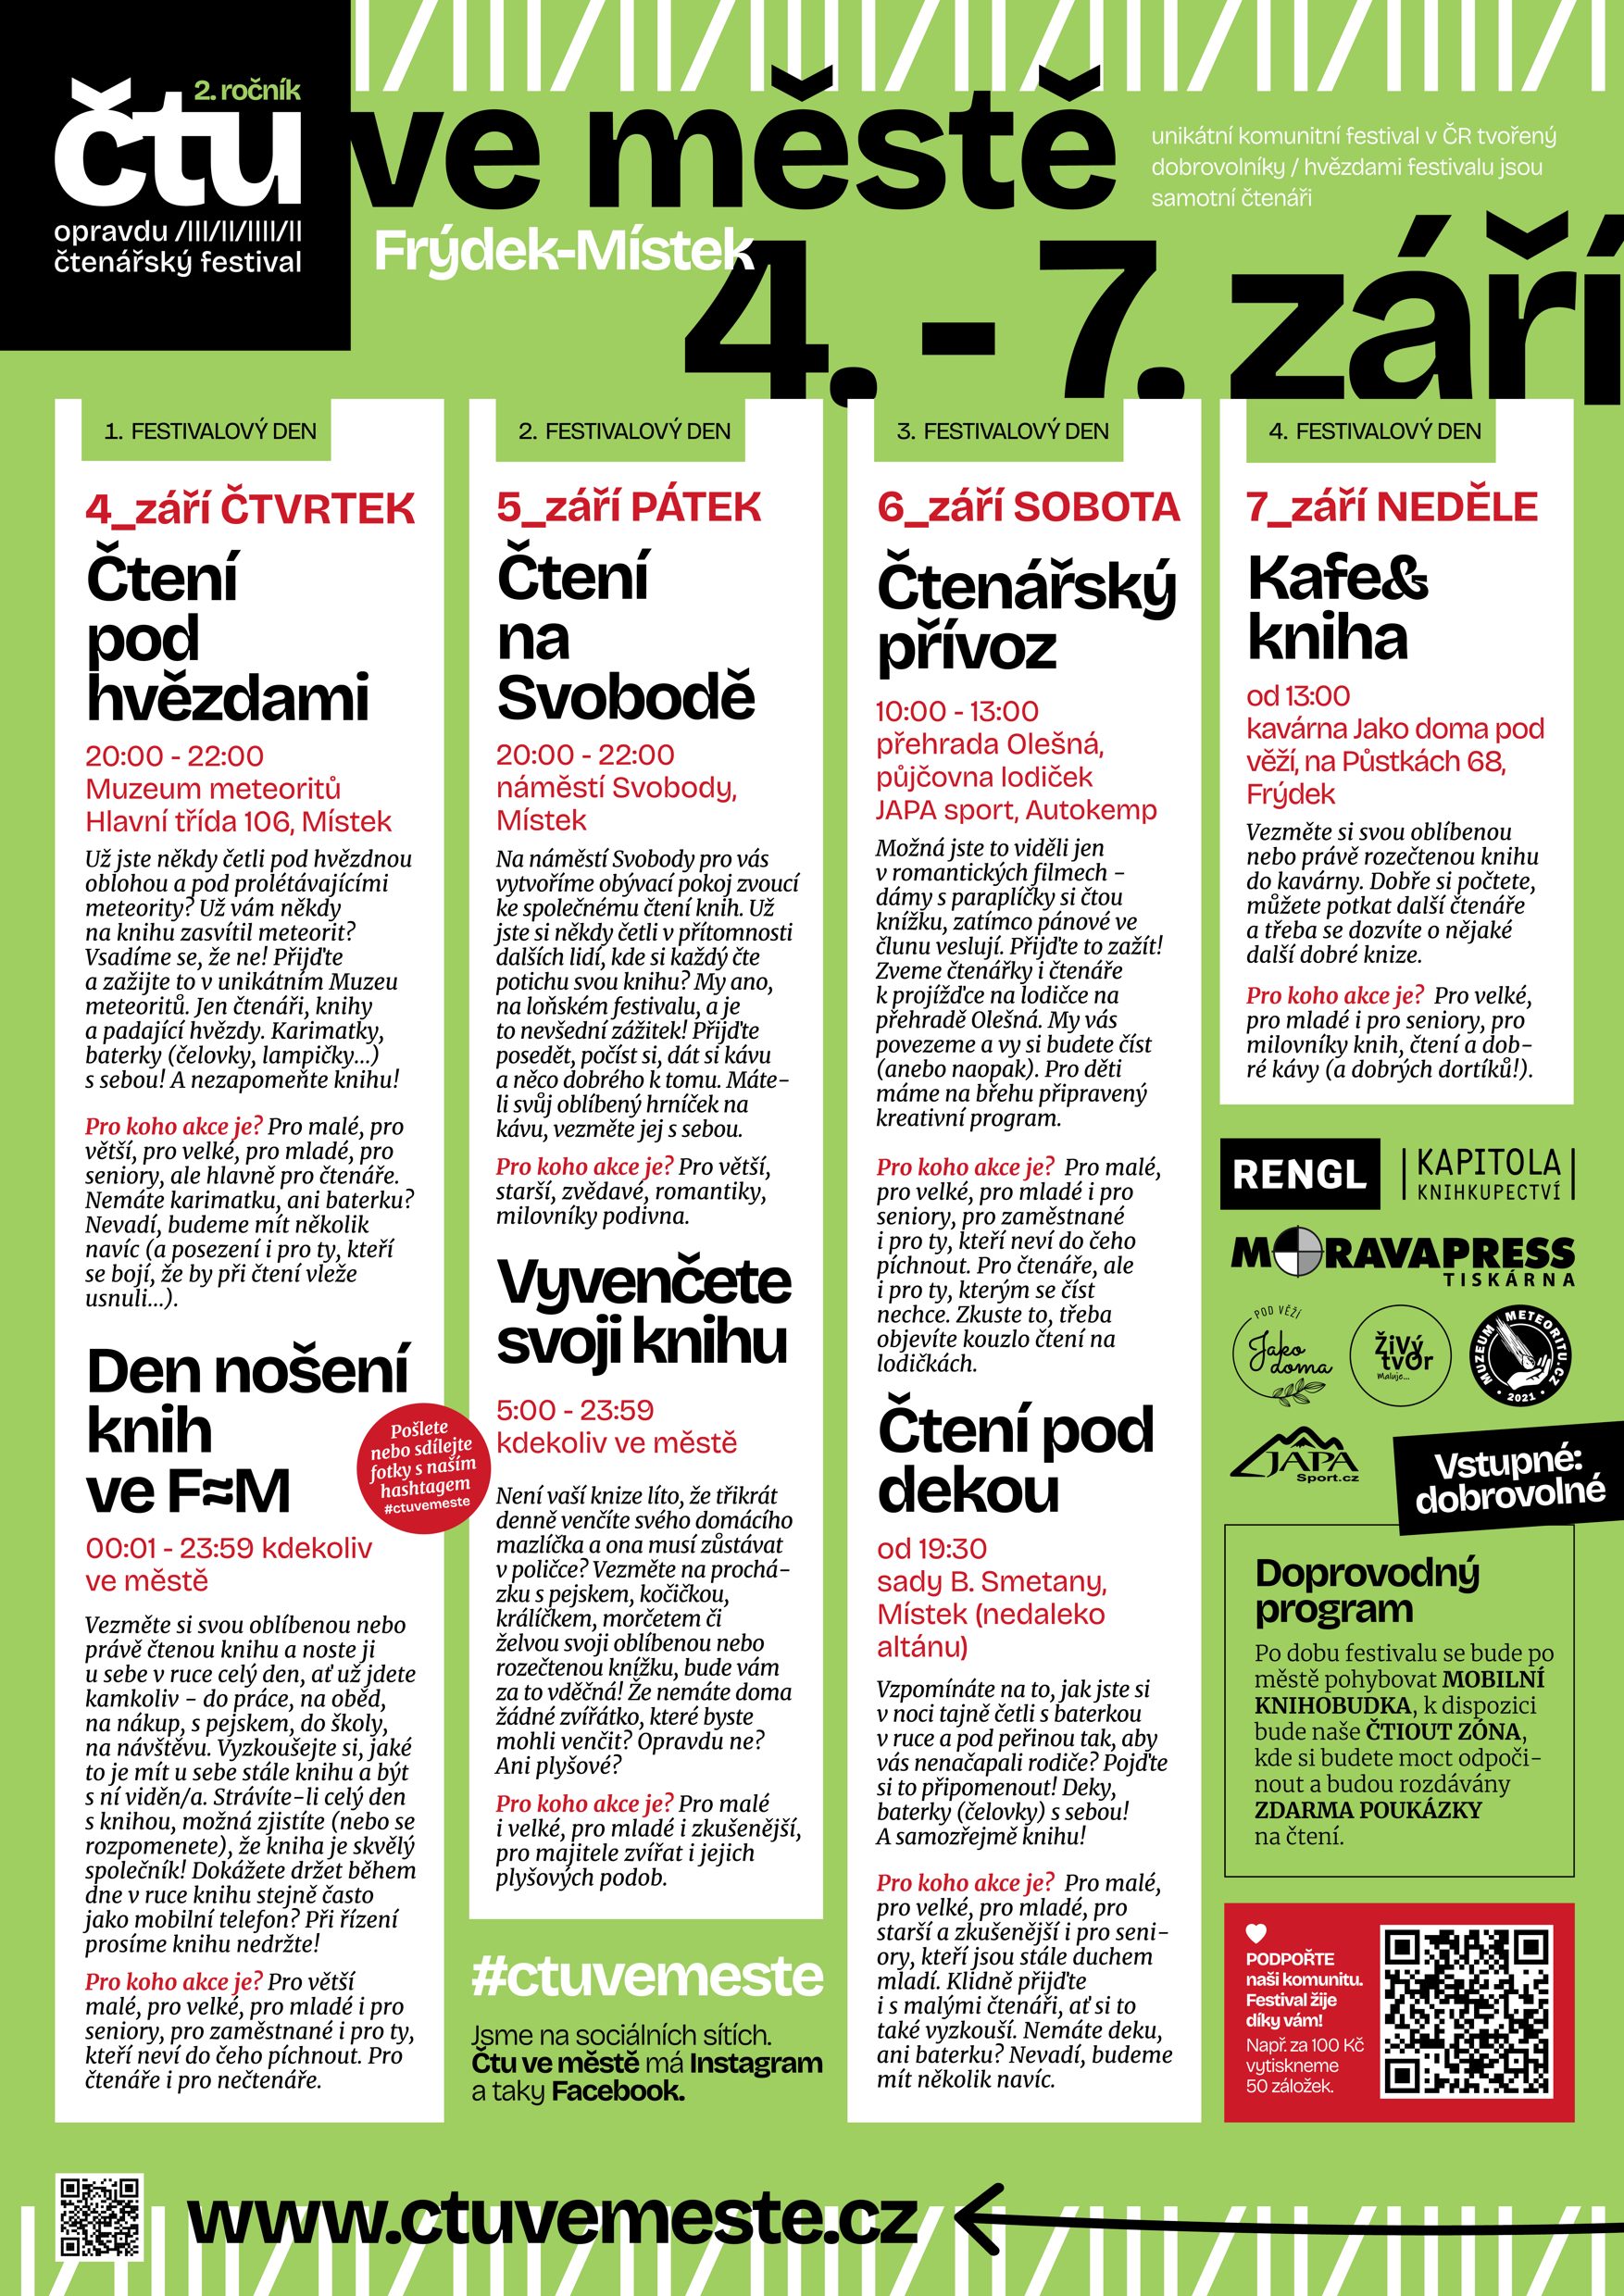 2. ročník
čtu
opravdu /III/II/IIII/II
čtenářský festival
ve městě
Frýdek-Místek
unikátní komunitní festival v ČR tvořený
dobrovolníky / hvězdami festivalu jsou
samotní čtenáři
4. - 7. září
1. FESTIVALOVÝ DEN
4_září ČTVRTEK
Čtení
pod
hvězdami
20:00 - 22:00
Muzeum meteoritů
Hlavní třída 106, Místek
Už jste někdy četli pod hvězdnou
oblohou a pod prolétávajícími
meteority? Už vám někdy
na knihu zasvítil meteorit?
Vsadíme se, že ne! Přijďte
a zažijte to v unikátním Muzeu
meteoritů. Jen čtenáři, knihy
a padající hvězdy. Karimatky,
baterky (čelovky, lampičky...)
s sebou! A nezapomeňte knihu!
Pro koho akce je? Pro malé, pro
větší, pro velké, pro mladé, pro
seniory, ale hlavně pro čtenáře.
Nemáte karimatku, ani baterku?
Nevadí, budeme mít několik
navíc (a posezení i pro ty, kteří
se bojí, že by při čtení vleže
usnuli...).
Den nošení
knih
ve F≈M
00:01 - 23:59 kdekoliv
ve městě
Vezměte si svou oblíbenou nebo
právě čtenou knihu a noste ji
u sebe v ruce celý den, ať už jdete
kamkoliv – do práce, na oběd,
na nákup, s pejskem, do školy,
na návštěvu. Vyzkoušejte si, jaké
to je mít u sebe stále knihu a být
s ní viděn/a. Strávíte-li celý den
s knihou, možná zjistíte (nebo se
rozpomenete), že kniha je skvělý
společník! Dokážete držet během
dne v ruce knihu stejně často
jako mobilní telefon? Při řízení
prosíme knihu nedržte!
Pro koho akce je? Pro větší
malé, pro velké, pro mladé i pro
seniory, pro zaměstnané i pro ty,
kteří neví do čeho píchnout. Pro
čtenáře i pro nečtenáře.
Pošlete
nebo sdílejte
fotky s naším
hashtagem
#ctuvemeste
2. FESTIVALOVÝ DEN
5_září PÁTEK
Čtení
na
Svobodě
20:00 - 22:00
náměstí Svobody,
Místek
Na náměstí Svobody pro vás
vytvoříme obývací pokoj zvoucí
ke společnému čtení knih. Už
jste si někdy četli v přítomnosti
dalších lidí, kde si každý čte
potichu svou knihu? My ano,
na loňském festivalu, a je
to nevšední zážitek! Přijďte
posedět, počíst si, dát si kávu
a něco dobrého k tomu. Máte-
li svůj oblíbený hrníček na
kávu, vezměte jej s sebou.
Pro koho akce je? Pro větší,
starší, zvědavé, romantiky,
milovníky podivna.
Vyvenčete
svoji knihu
5:00 - 23:59
kdekoliv ve městě
Není vaší knize líto, že třikrát
denně venčíte svého domácího
mazlíčka a ona musí zůstávat
v poličce? Vezměte na prochá-
zku s pejskem, kočičkou,
králíčkem, morčetem či
želvou svoji oblíbenou nebo
rozečtenou knížku, bude vám
za to vděčná! Že nemáte doma
žádné zvířátko, které byste
mohli venčit? Opravdu ne?
Ani plyšové?
Pro koho akce je? Pro malé
i velké, pro mladé i zkušenější,
pro majitele zvířat i jejich
plyšových podob.
#ctuvemeste
Jsme na sociálních sítích.
Čtu ve městě má Instagram
a taky Facebook.
3. FESTIVALOVÝ DEN
6_září SOBOTA
Čtenářský
přívoz
10:00 - 13:00
přehrada Olešná,
půjčovna lodiček
JAPA sport, Autokemp
Možná jste to viděli jen
v romantických filmech –
dámy s paraplíčky si čtou
knížku, zatímco pánové ve
člunu veslují. Přijďte to zažít!
Zveme čtenářky i čtenáře
k projížďce na lodičce na
přehradě Olešná. My vás
povezeme a vy si budete číst
(anebo naopak). Pro děti
máme na břehu připravený
kreativní program.
Pro koho akce je? Pro malé,
pro velké, pro mladé i pro
seniory, pro zaměstnané
i pro ty, kteří neví do čeho
píchnout. Pro čtenáře, ale
i pro ty, kterým se číst
nechce. Zkuste to, třeba
objevíte kouzlo čtení na
lodičkách.
Čtení pod
dekou
od 19:30
sady B. Smetany,
Místek (nedaleko
altánu)
Vzpomínáte na to, jak jste si
v noci tajně četli s baterkou
v ruce a pod peřinou tak, aby
vás nenačapali rodiče? Pojďte
si to připomenout! Deky,
baterky (čelovky) s sebou!
A samozřejmě knihu!
Pro koho akce je? Pro malé,
pro velké, pro mladé, pro
starší a zkušenější i pro seni-
ory, kteří jsou stále duchem
mladí. Klidně přijďte
i s malými čtenáři, ať si to
také vyzkouší. Nemáte deku,
ani baterku? Nevadí, budeme
mít několik navíc.
4. FESTIVALOVÝ DEN
7_září NEDĚLE
Kafe&
kniha
od 13:00
kavárna Jako doma pod
věží, na Půstkách 68,
Frýdek
Vezměte si svou oblíbenou
nebo právě rozečtenou knihu
do kavárny. Dobře si počtete,
můžete potkat další čtenáře
a třeba se dozvíte o nějaké
další dobré knize.
Pro koho akce je? Pro velké,
pro mladé i pro seniory, pro
milovníky knih, čtení a dob-
ré kávy (a dobrých dortíků!).
RENGL
KAPITOLA
KNIHKUPECTVÍ
MORAVAPRESS
TISKÁRNA
POD VĚŽÍ
Jako
doma
ŽiVý
tvOr
Maluje...
MUZEUM METEORITU.CZ
• 2021 •
JAPA
Sport.cz
Vstupné:
dobrovolné
Doprovodný
program
Po dobu festivalu se bude po
městě pohybovat MOBILNÍ
KNIHOBUDKA, k dispozici
bude naše ČTIOUT ZÓNA,
kde si budete moct odpoči-
nout a budou rozdávány
ZDARMA POUKÁZKY
na čtení.
PODPOŘTE
naši komunitu.
Festival žije
díky vám!
Např. za 100 Kč
vytiskneme
50 záložek.
www.ctuvemeste.cz